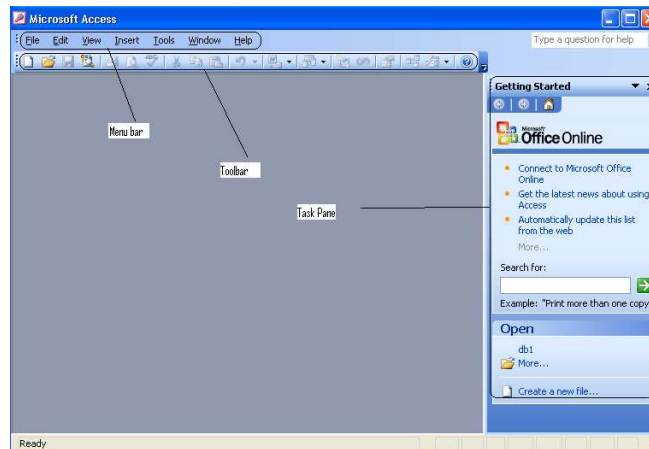 Microsoft Access
File Edit View Insert Tools Window Help
Type a question for help
Getting Started
Menu bar
Microsoft
Office Online
Toolbar
Connect to Microsoft Office
Online
Get the latest news about using
Access
Task Pane
Automatically update this list
from the web
More...
Search for:
Example: "Print more than one copy
Open
db1
More...
Create a new file...
Ready